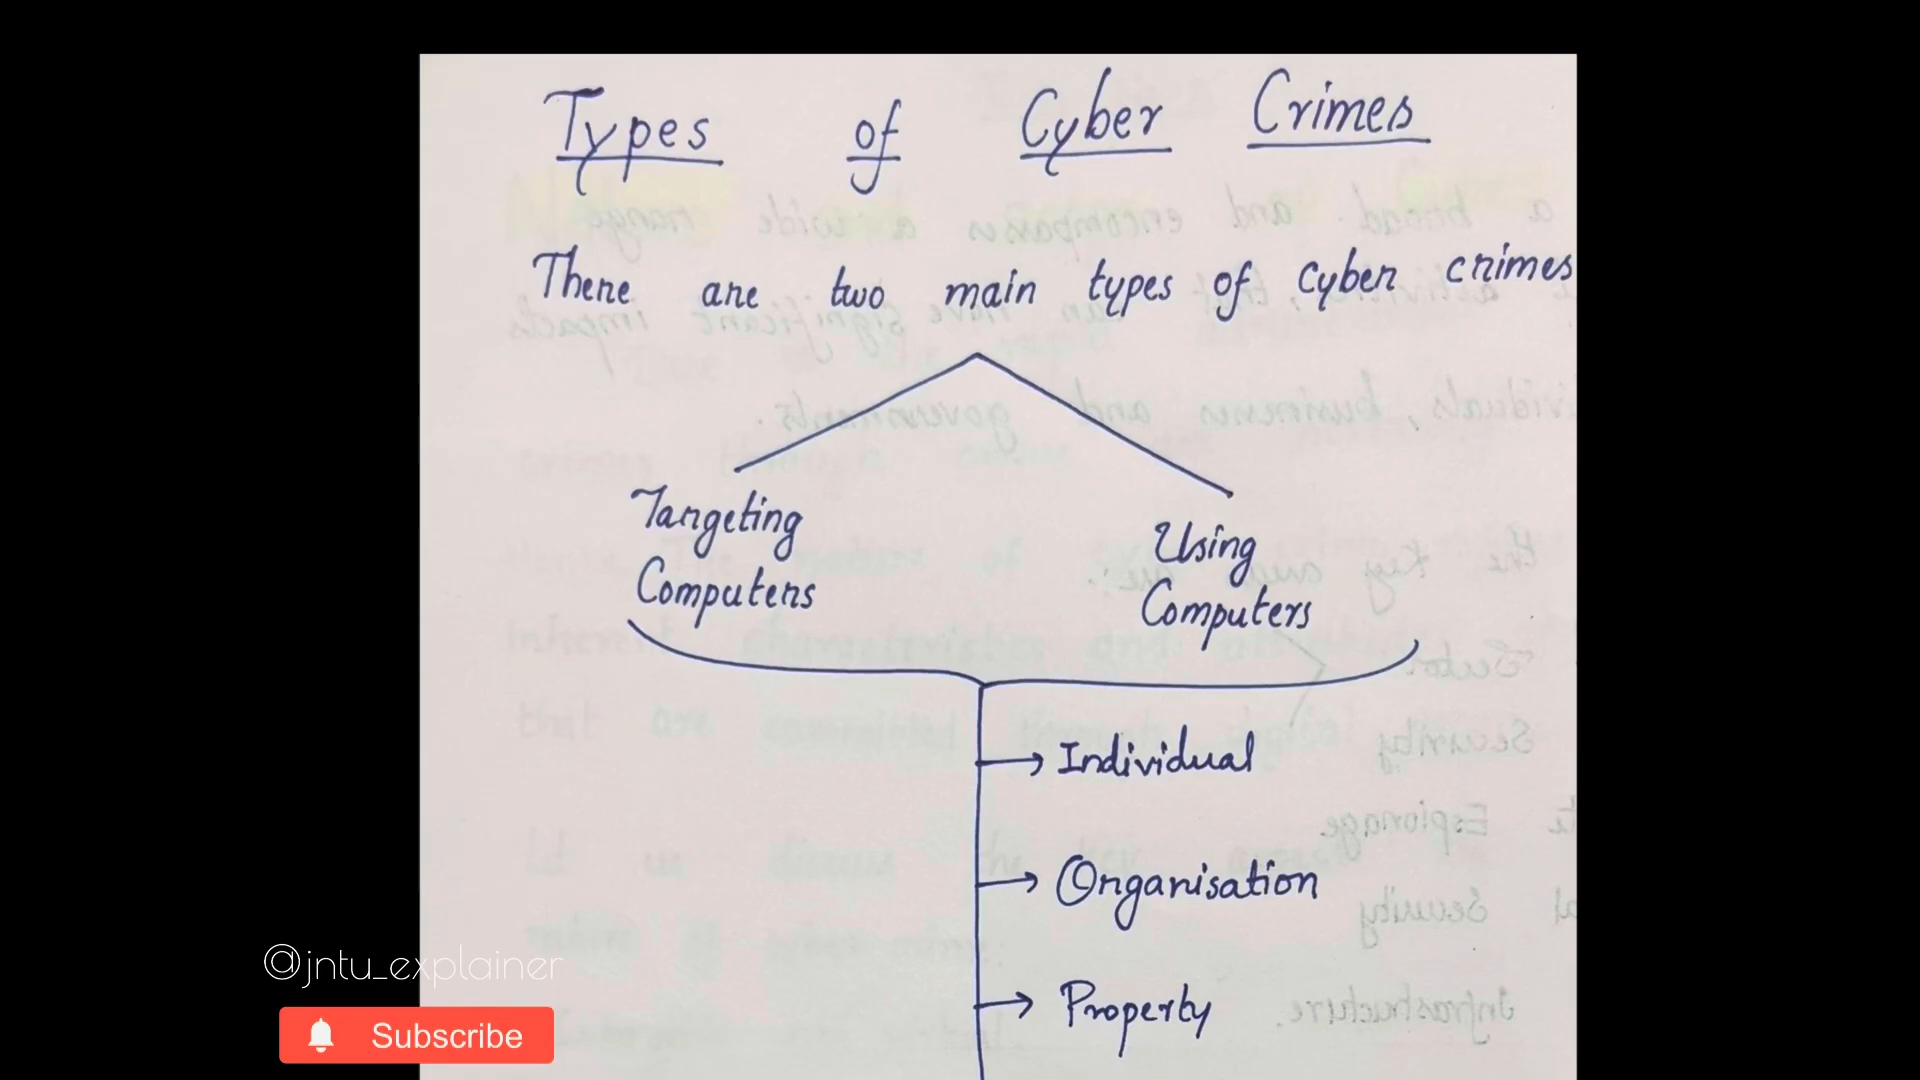 Types of Cyber Crimes
There are two main types of cyber crimes
Targeting
Computers
Using
Computers
→ Individual
→ Organisation
→ Property
@jntu_explainer
Subscribe